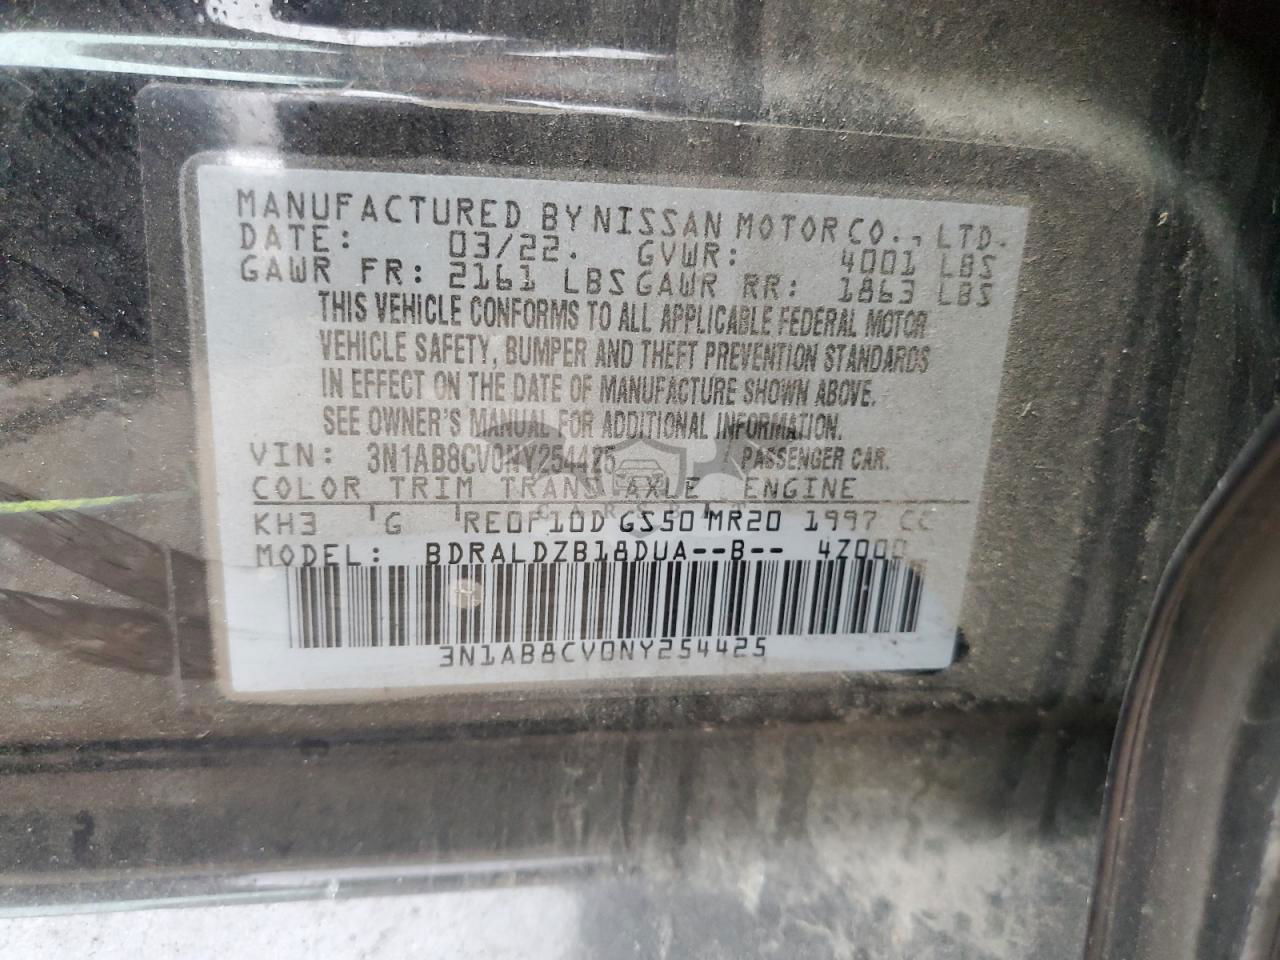 MANUFACTURED BY NISSAN MOTOR CO., LTD.
DATE: 03/22. GVWR: 4001 LBS
GAWR FR: 2161 LBS GAWR RR: 1863 LBS
THIS VEHICLE CONFORMS TO ALL APPLICABLE FEDERAL MOTOR
VEHICLE SAFETY, BUMPER AND THEFT PREVENTION STANDARDS
IN EFFECT ON THE DATE OF MANUFACTURE SHOWN ABOVE.
SEE OWNER'S MANUAL FOR ADDITIONAL INFORMATION.
VIN: 3N1AB8CV0NY254425 PASSENGER CAR.
COLOR TRIM TRANS AXLE ENGINE
KH3 G RE0F10D GS50 MR20 1997 CC
MODEL: BDRALDZB18DUA--B-- 4Z000
3N1AB8CV0NY254425